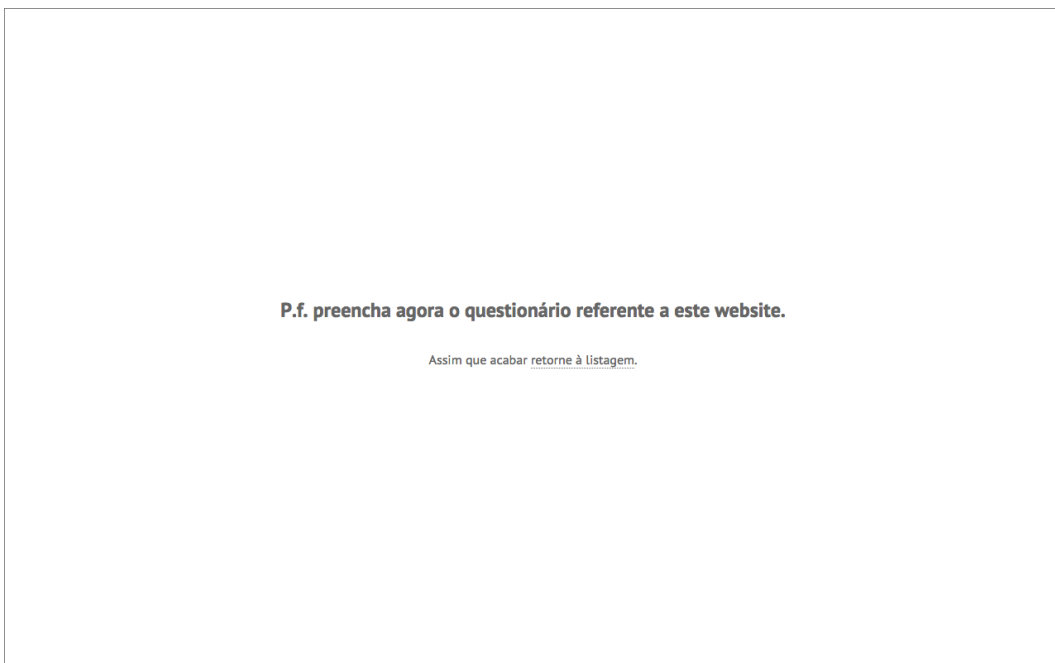 P.f. preencha agora o questionário referente a este website.
Assim que acabar retorne à listagem.